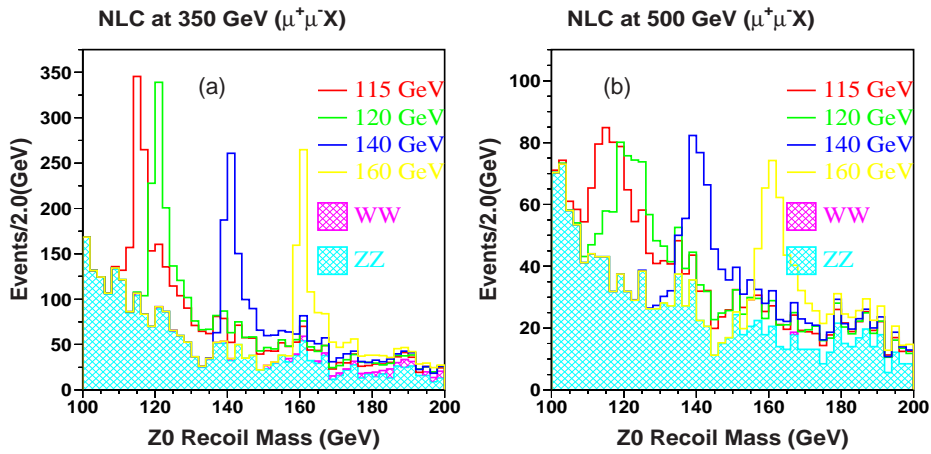 NLC at 350 GeV (μ⁺μ⁻X)
Events/2.0(GeV)
350
300
250
200
150
100
50
0
(a)
115 GeV
120 GeV
140 GeV
160 GeV
WW
ZZ
100 120 140 160 180 200
Z0 Recoil Mass (GeV)
NLC at 500 GeV (μ⁺μ⁻X)
Events/2.0(GeV)
100
80
60
40
20
0
(b)
115 GeV
120 GeV
140 GeV
160 GeV
WW
ZZ
100 120 140 160 180 200
Z0 Recoil Mass (GeV)